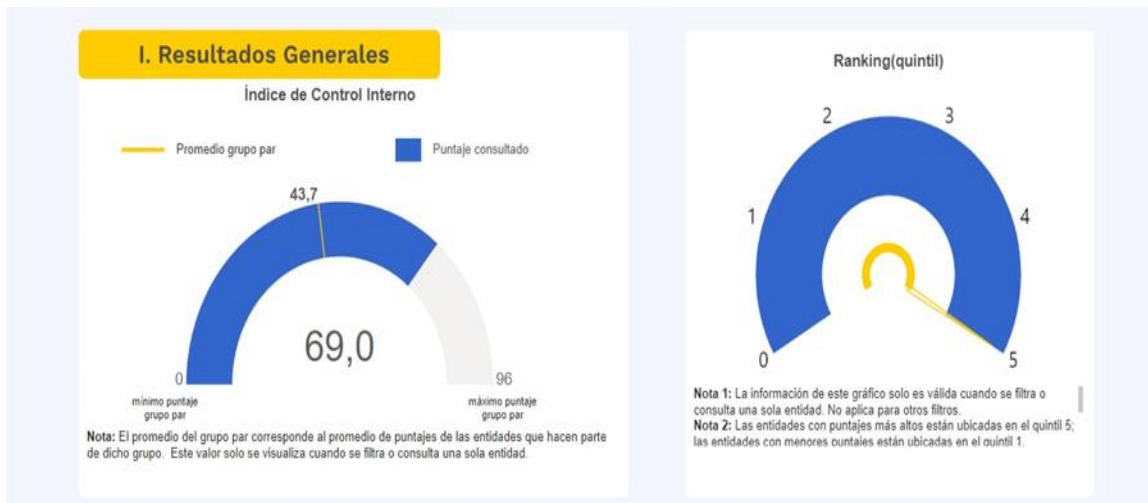 I. Resultados Generales
Índice de Control Interno
Promedio grupo par
Puntaje consultado
43,7
69,0
0
96
mínimo puntaje
grupo par
máximo puntaje
grupo par
Nota: El promedio del grupo par corresponde al promedio de puntajes de las entidades que hacen parte
de dicho grupo. Este valor solo se visualiza cuando se filtra o consulta una sola entidad.
Ranking(quintil)
2
3
1
4
0
5
Nota 1: La información de este gráfico solo es válida cuando se filtra o
consulta una sola entidad. No aplica para otros filtros.
Nota 2: Las entidades con puntajes más altos están ubicadas en el quintil 5;
las entidades con menores puntajes están ubicadas en el quintil 1.